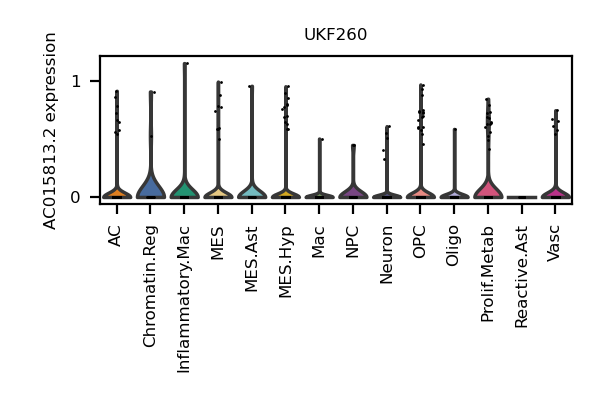 UKF260
AC015813.2 expression
1
0
AC
Chromatin.Reg
Inflammatory.Mac
MES
MES.Ast
MES.Hyp
Mac
NPC
Neuron
OPC
Oligo
Prolif.Metab
Reactive.Ast
Vasc